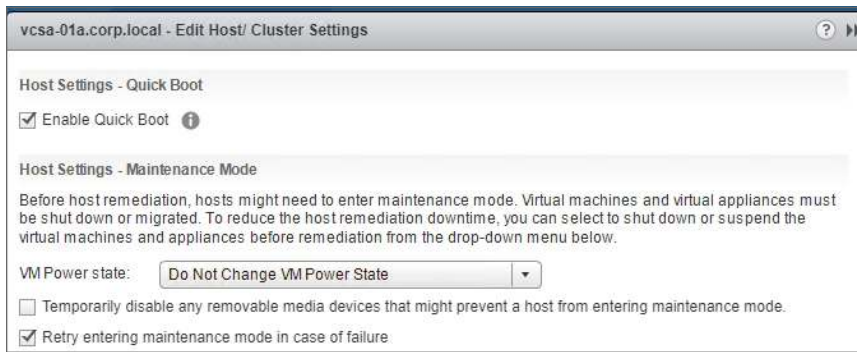 vcsa-01a.corp.local - Edit Host/ Cluster Settings
Host Settings - Quick Boot
Enable Quick Boot
Host Settings - Maintenance Mode
Before host remediation, hosts might need to enter maintenance mode. Virtual machines and virtual appliances must
be shut down or migrated. To reduce the host remediation downtime, you can select to shut down or suspend the
virtual machines and appliances before remediation from the drop-down menu below.
VM Power state: Do Not Change VM Power State
Temporarily disable any removable media devices that might prevent a host from entering maintenance mode.
Retry entering maintenance mode in case of failure